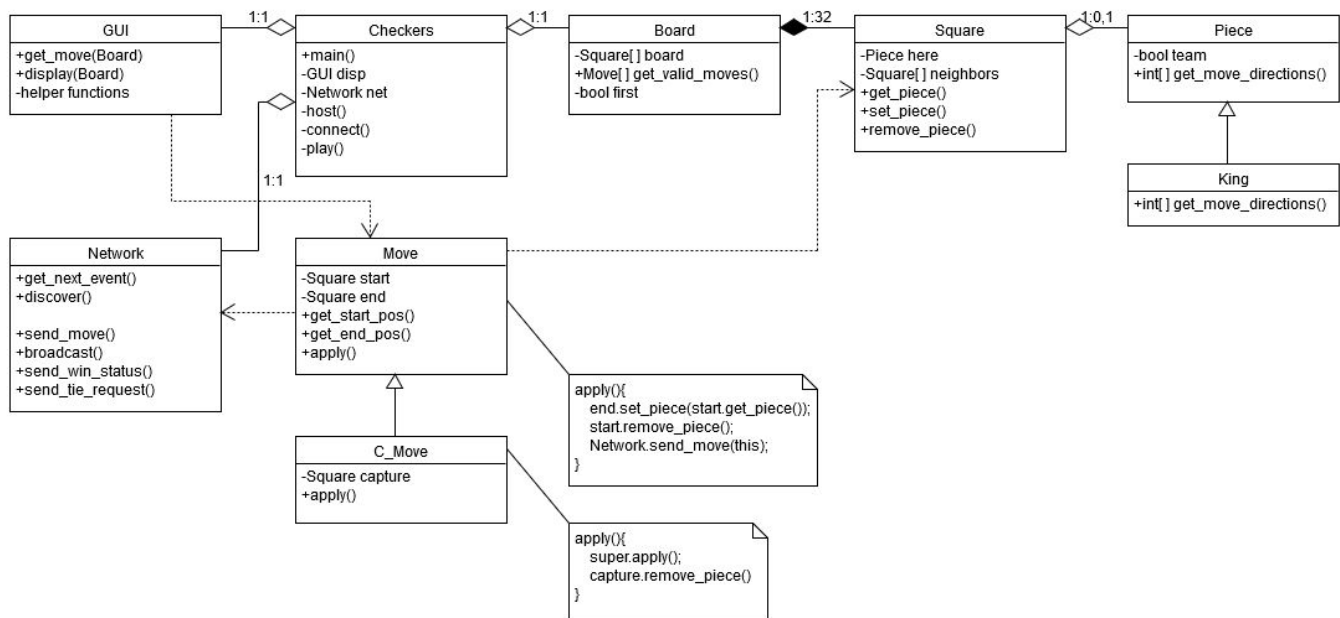 GUI
+get_move(Board)
+display(Board)
-helper functions
1:1
Checkers
+main()
-GUI disp
-Network net
-host()
-connect()
-play()
1:1
Board
-Square[ ] board
+Move[ ] get_valid_moves()
-bool first
1:32
Square
-Piece here
-Square[ ] neighbors
+get_piece()
+set_piece()
+remove_piece()
1:0,1
Piece
-bool team
+int[ ] get_move_directions()
King
+int[ ] get_move_directions()
1:1
Network
+get_next_event()
+discover()
+send_move()
+broadcast()
+send_win_status()
+send_tie_request()
Move
-Square start
-Square end
+get_start_pos()
+get_end_pos()
+apply()
apply(){
end.set_piece(start.get_piece());
start.remove_piece();
Network.send_move(this);
}
C_Move
-Square capture
+apply()
apply(){
super.apply();
capture.remove_piece()
}